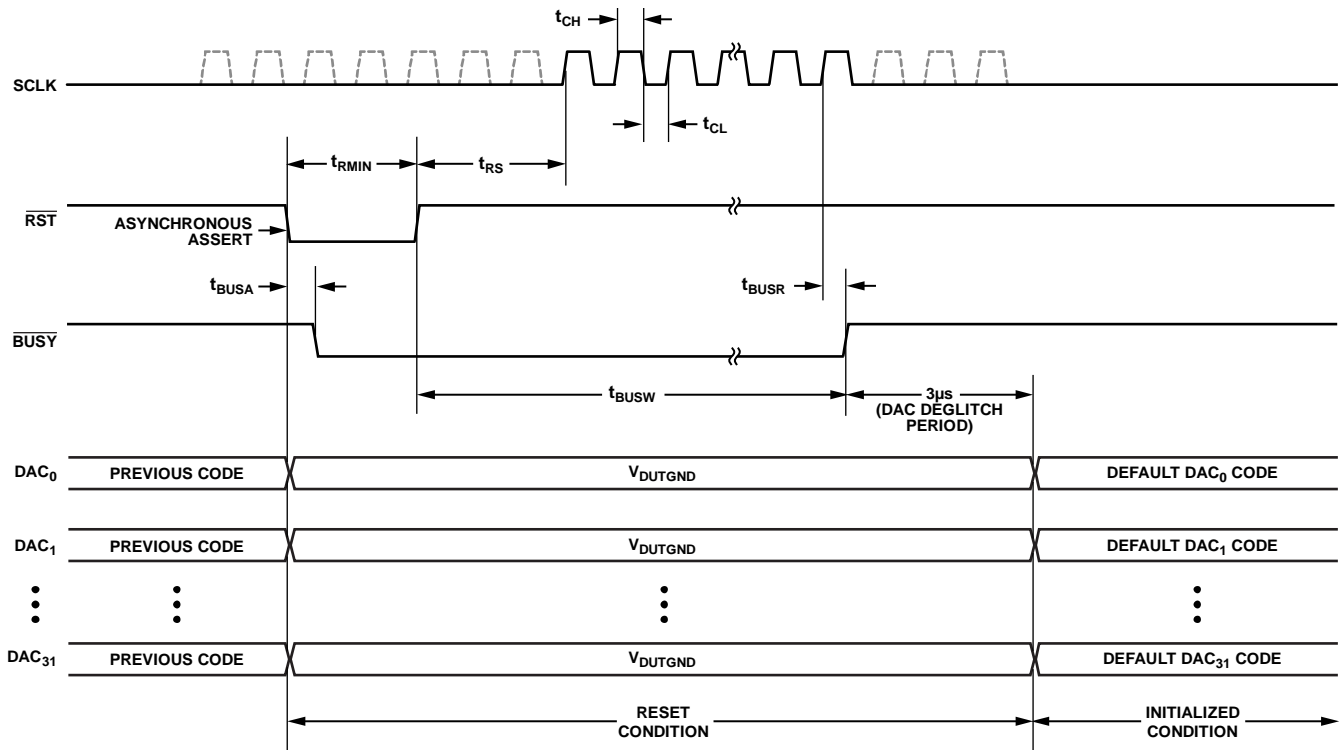 tCH
SCLK
tCL
tRMIN
tRS
RST
ASYNCHRONOUS
ASSERT
tBUSA
tBUSR
BUSY
tBUSW
3µs
(DAC DEGLITCH
PERIOD)
DAC0
PREVIOUS CODE
VDUTGND
DEFAULT DAC0 CODE
DAC1
PREVIOUS CODE
VDUTGND
DEFAULT DAC1 CODE
DAC31
PREVIOUS CODE
VDUTGND
DEFAULT DAC31 CODE
RESET
CONDITION
INITIALIZED
CONDITION